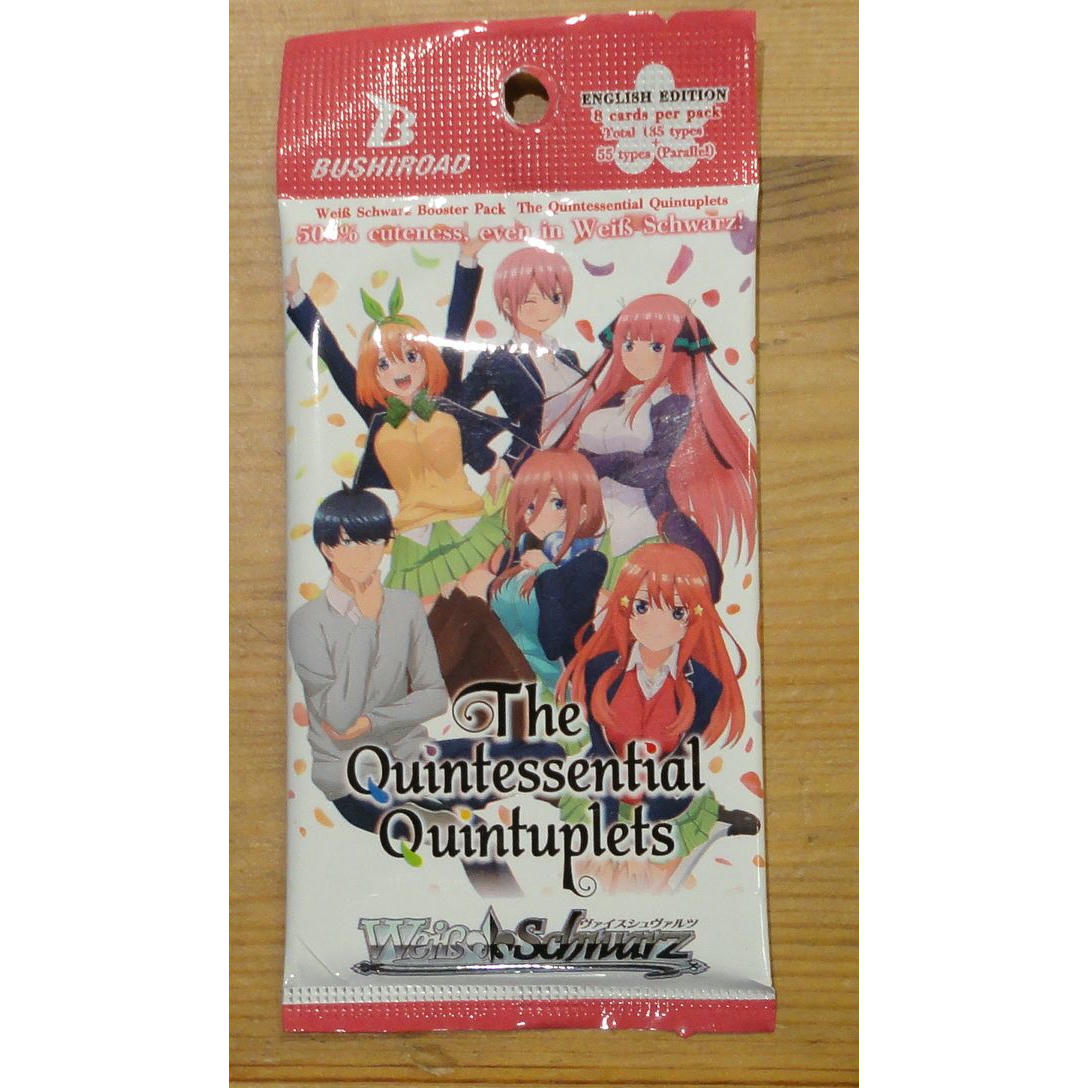 BUSHIROAD
ENGLISH EDITION
8 cards per pack
Total 135 types
+
55 types (Parallel)
Weiß Schwarz Booster Pack The Quintessential Quintuplets
500% cuteness, even in Weiß Schwarz!
The
Quintessential
Quintuplets
ヴァイスシュヴァルツ
Weiß Schwarz